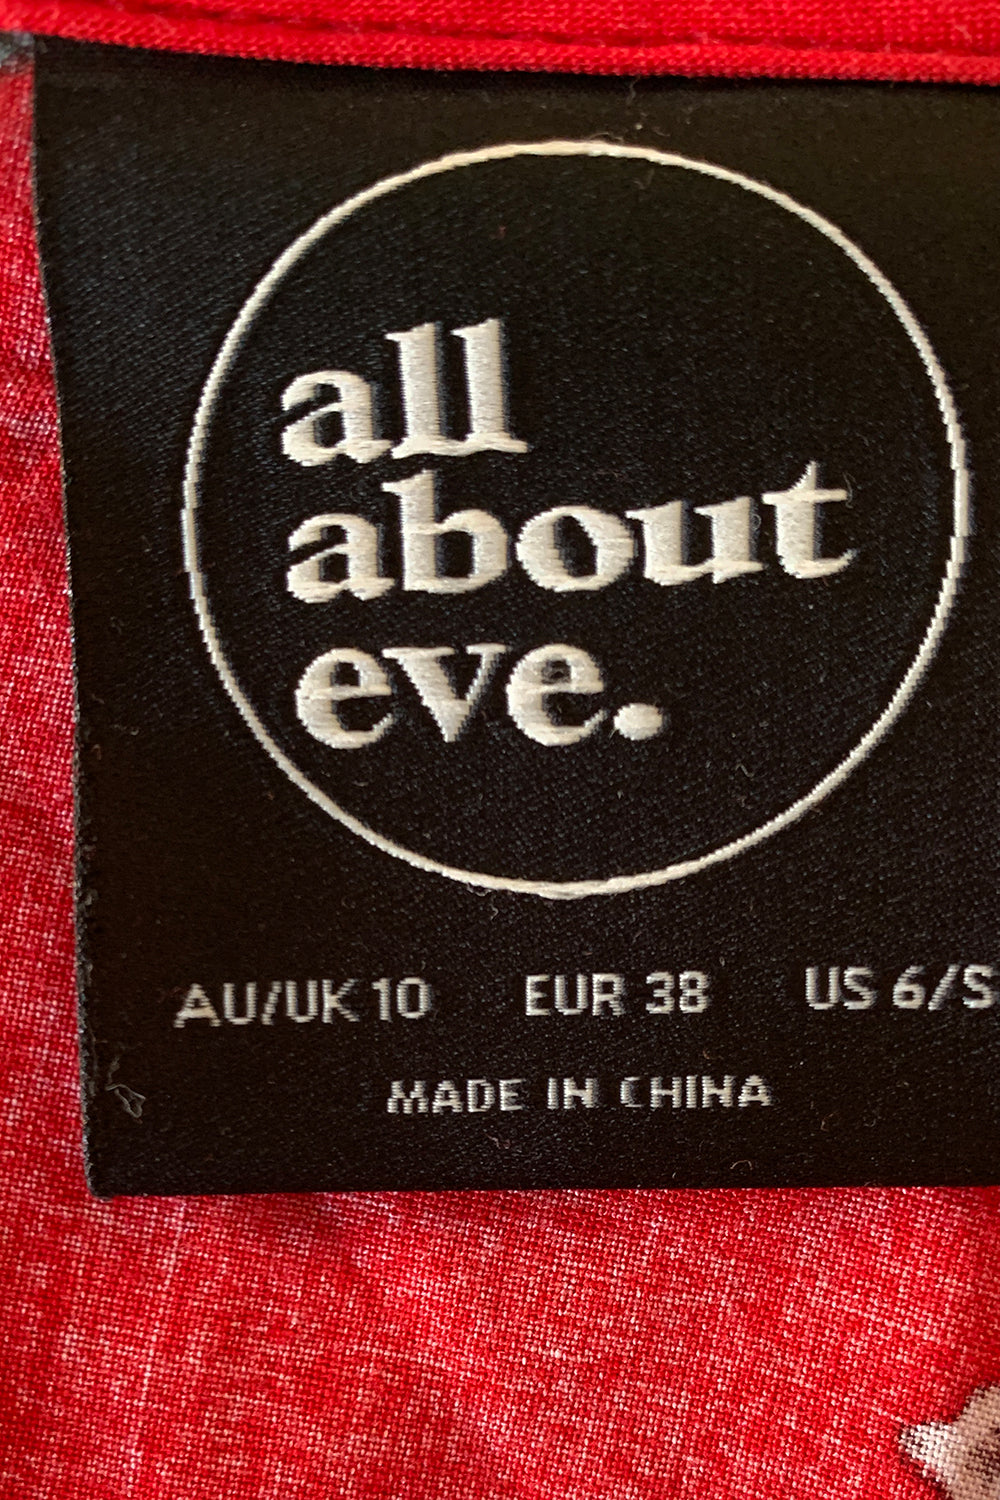 all
about
eve.
AU/UK 10 EUR 38 US 6/S
MADE IN CHINA